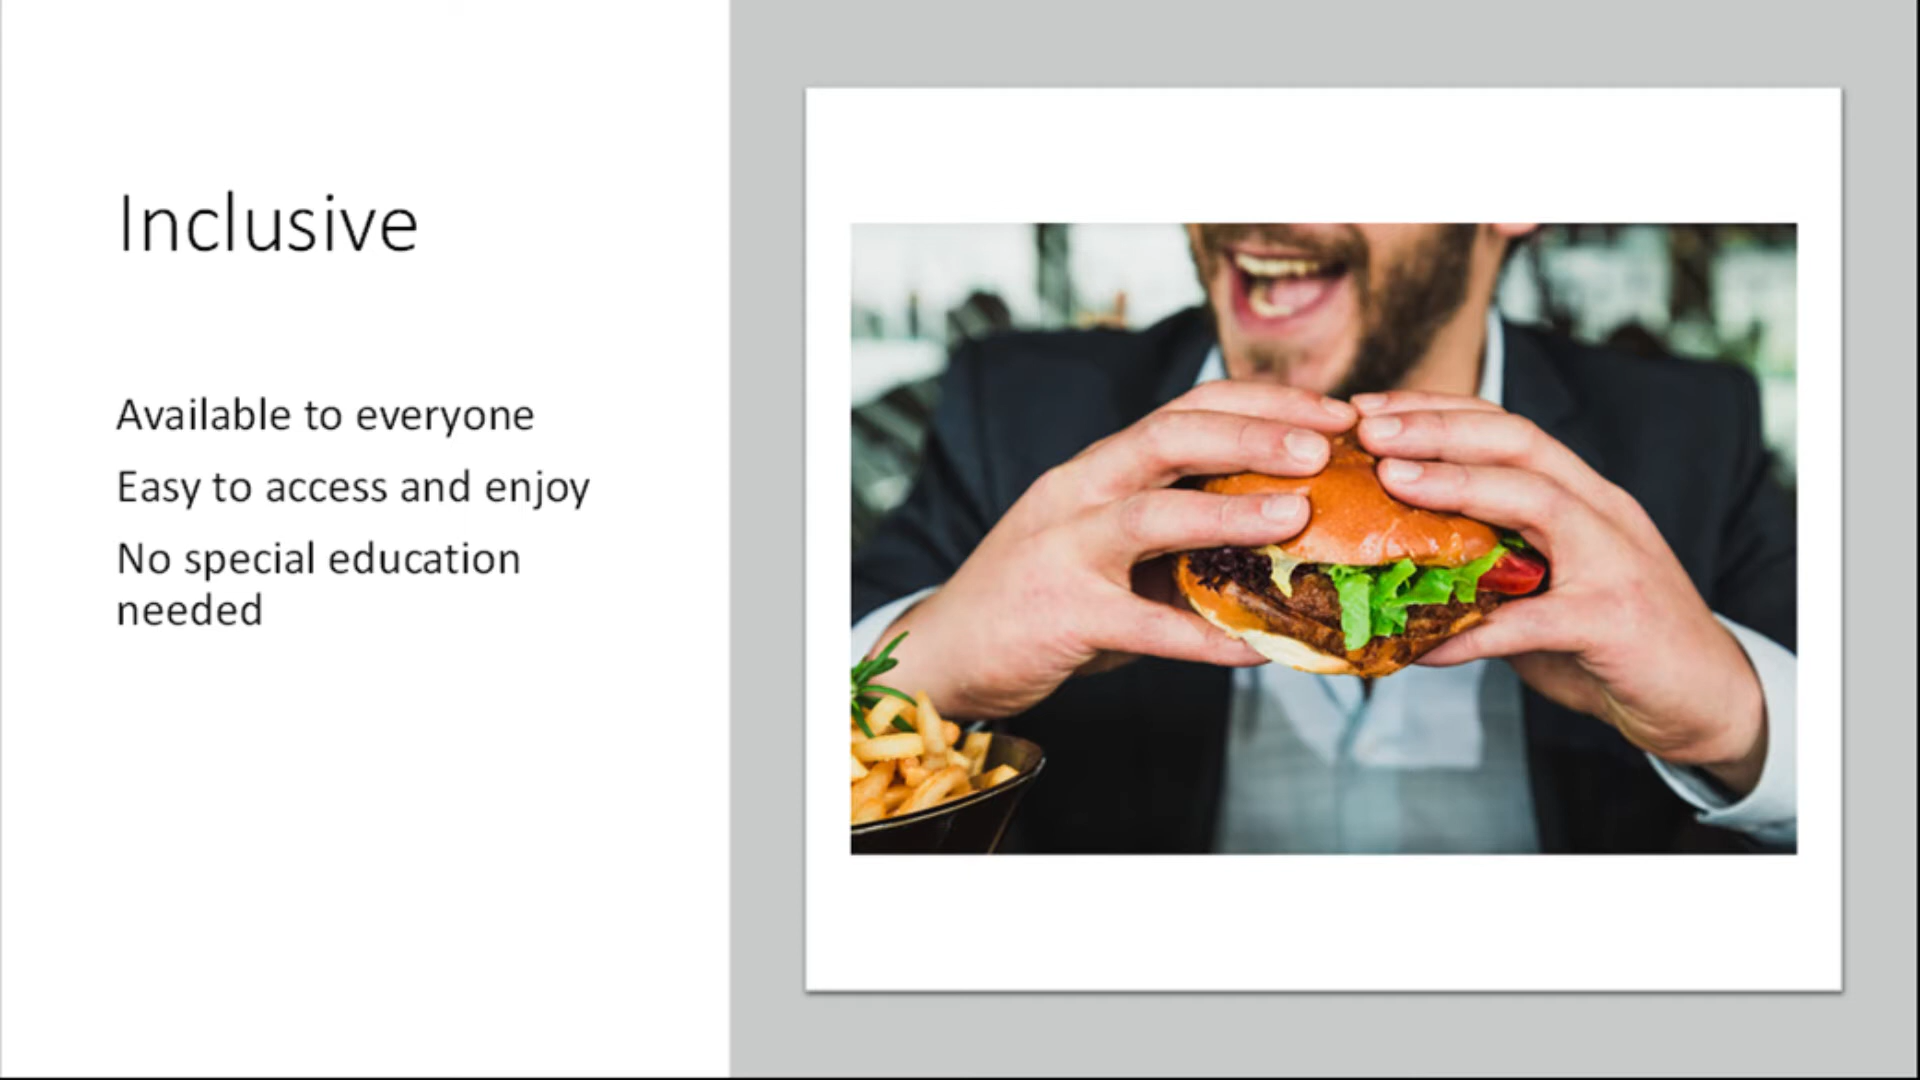 Inclusive
Available to everyone
Easy to access and enjoy
No special education
needed